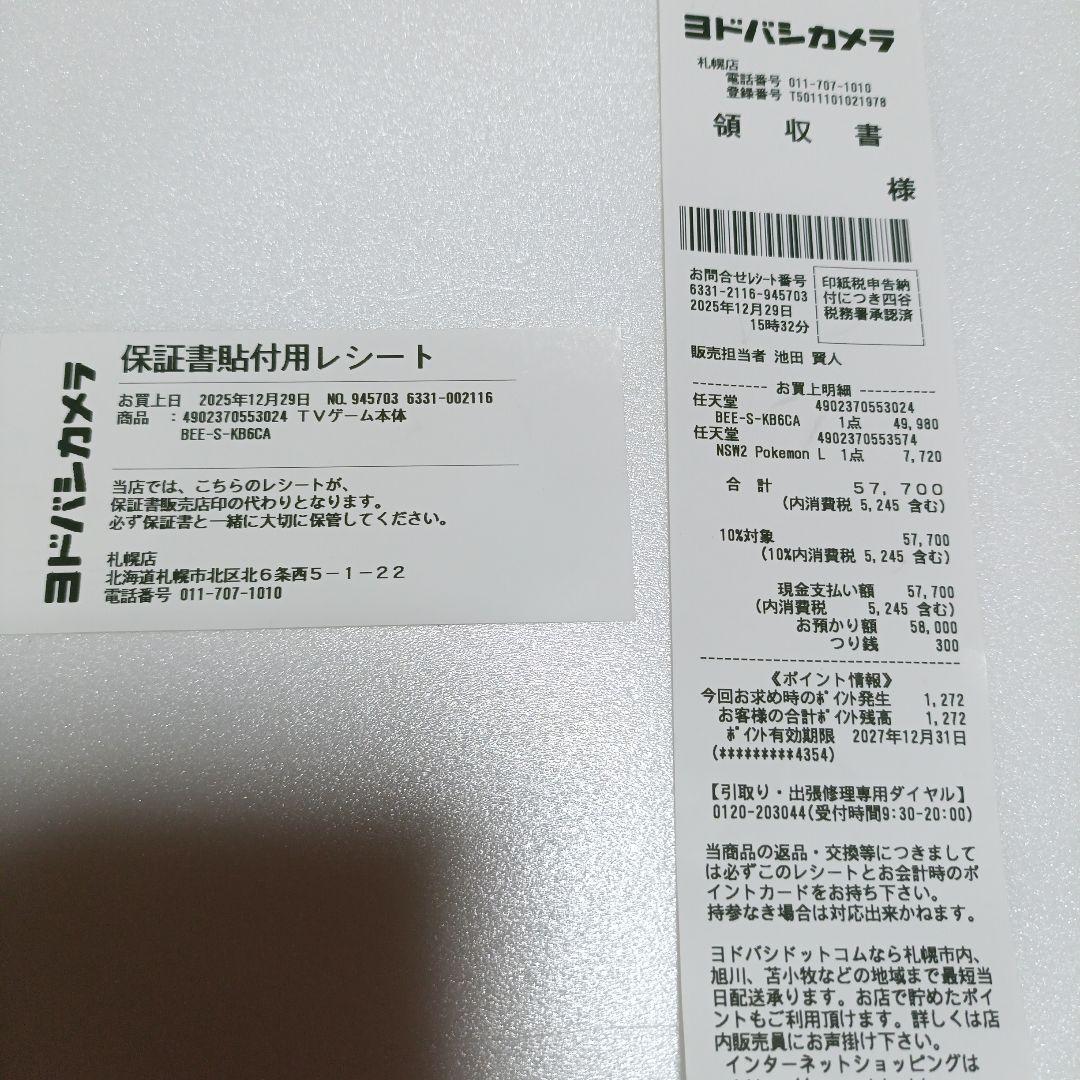 ヨドバシカメラ
保証書貼付用レシート
お買上日 2025年12月29日 NO. 945703 6331-002116
商品 :4902370553024 TVゲーム本体
BEE-S-KB6CA
当店では、こちらのレシートが、
保証書販売店印の代わりとなります。
必ず保証書と一緒に大切に保管してください。
札幌店
北海道札幌市北区北6条西5-1-22
電話番号 011-707-1010
ヨドバシカメラ
札幌店
電話番号 011-707-1010
登録番号 T5011101021978
領 収 書
様
お問合せレシート番号
6331-2116-945703
2025年12月29日
15時32分
印紙税申告納
付につき四谷
税務署承認済
販売担当者 池田 賢人
---------- お買上明細 ----------
任天堂 4902370553024
BEE-S-KB6CA 1点 49,980
任天堂 4902370553574
NSW2 Pokemon L 1点 7,720
合 計 57,700
(内消費税 5,245 含む)
10%対象 57,700
(10%内消費税 5,245 含む)
現金支払い額 57,700
(内消費税 5,245 含む)
お預かり額 58,000
つり銭 300
《ポイント情報》
今回お求め時のポイント発生 1,272
お客様の合計ポイント残高 1,272
ポイント有効期限 2027年12月31日
(*********4354)
【引取り・出張修理専用ダイヤル】
0120-203044(受付時間9:30-20:00)
当商品の返品・交換等につきまして
は必ずこのレシートとお会計時のポ
イントカードをお持ち下さい。
持参なき場合は対応出来かねます。
ヨドバシドットコムなら札幌市内、
旭川、苫小牧などの地域まで最短当
日配送承ります。お店で貯めたポイ
ントもご利用頂けます。詳しくは店
内販売員にお声掛け下さい。
インターネットショッピングは